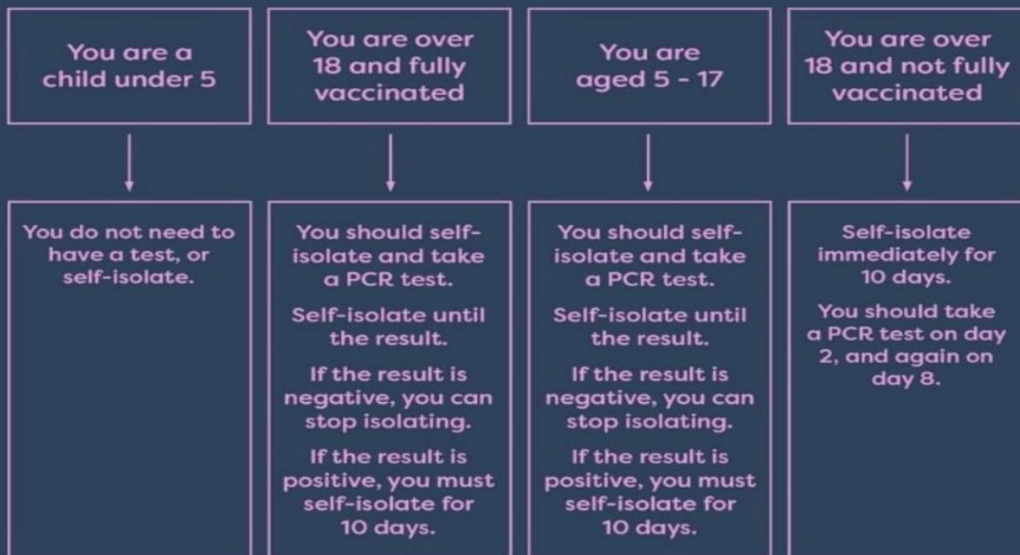 You are a
child under 5
You do not need to
have a test, or
self-isolate.
You are over
18 and fully
vaccinated
You should self-
isolate and take
a PCR test.
Self-isolate until
the result.
If the result is
negative, you can
stop isolating.
If the result is
positive, you must
self-isolate for
10 days.
You are
aged 5 - 17
You should self-
isolate and take
a PCR test.
Self-isolate until
the result.
If the result is
negative, you can
stop isolating.
If the result is
positive, you must
self-isolate for
10 days.
You are over
18 and not fully
vaccinated
Self-isolate
immediately for
10 days.
You should take
a PCR test on day
2, and again on
day 8.